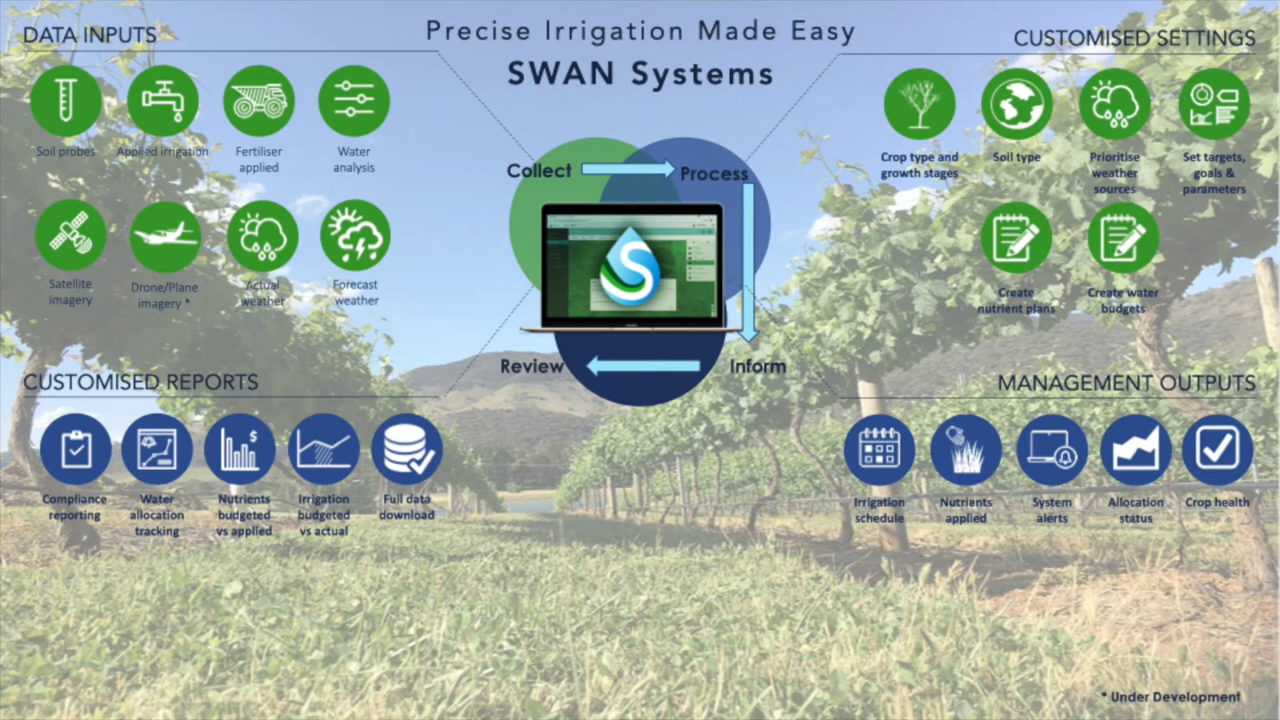 Precise Irrigation Made Easy
SWAN Systems
DATA INPUTS
Soil probes
Applied irrigation
Fertiliser
applied
Water
analysis
Satellite
imagery
Drone/Plane
imagery *
Actual
weather
Forecast
weather
CUSTOMISED SETTINGS
Crop type and
growth stages
Soil type
Prioritise
weather
sources
Set targets,
goals &
parameters
Create
nutrient plans
Create water
budgets
Collect
Process
Inform
Review
CUSTOMISED REPORTS
Compliance
reporting
Water
allocation
tracking
Nutrients
budgeted
vs applied
Irrigation
budgeted
vs actual
Full data
download
MANAGEMENT OUTPUTS
Irrigation
schedule
Nutrients
applied
System
alerts
Allocation
status
Crop health
* Under Development